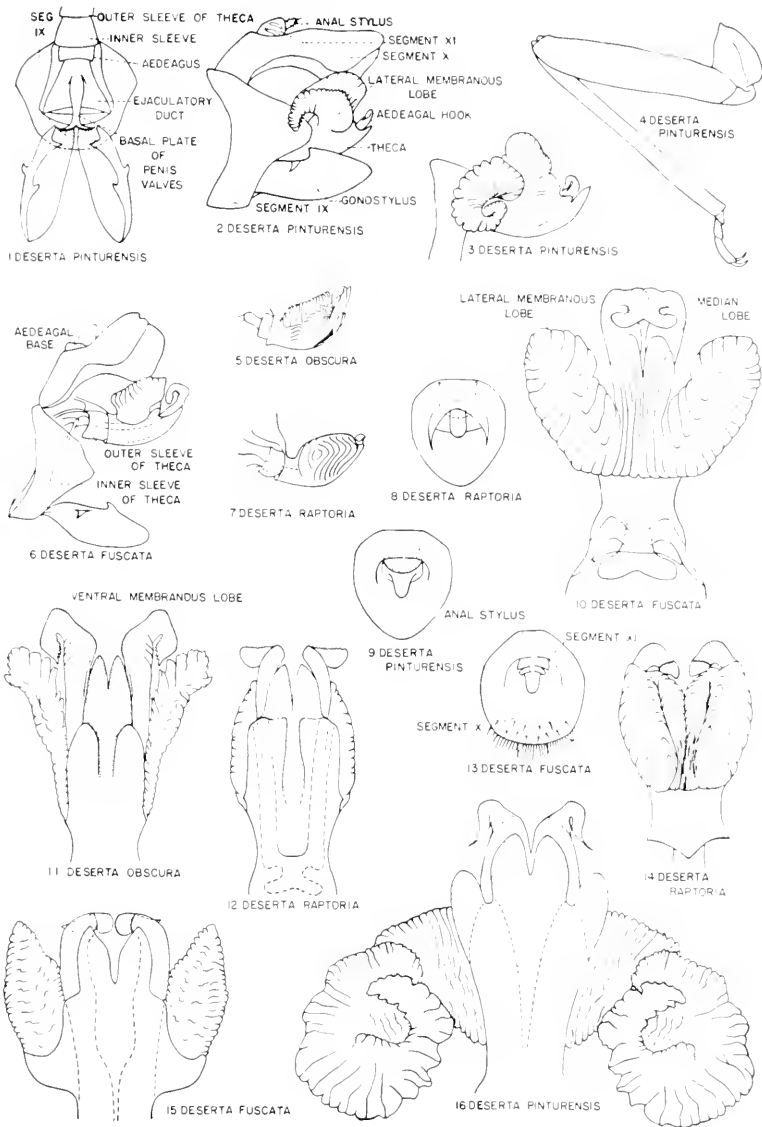 SEG OUTER SLEEVE OF THECA
IX
INNER SLEEVE
AEDEAGUS
EJACULATORY
DUCT
BASAL PLATE
OF
PENIS
VALVES
1 DESERTA PINTURENSIS
ANAL STYLUS
SEGMENT XI
SEGMENT X
LATERAL MEMBRANOUS
LOBE
AEDEAGAL HOOK
THECA
GONOSTYLUS
SEGMENT IX
2 DESERTA PINTURENSIS
3 DESERTA PINTURENSIS
4 DESERTA
PINTURENSIS
5 DESERTA OBSCURA
AEDEAGAL
BASE
OUTER SLEEVE
OF THECA
INNER SLEEVE
OF THECA
6 DESERTA FUSCATA
7 DESERTA RAPTORIA
8 DESERTA RAPTORIA
LATERAL MEMBRANOUS
LOBE
MEDIAN
LOBE
10 DESERTA FUSCATA
ANAL STYLUS
9 DESERTA
PINTURENSIS
SEGMENT XI
SEGMENT X
13 DESERTA FUSCATA
VENTRAL MEMBRANOUS LOBE
11 DESERTA OBSCURA
12 DESERTA RAPTORIA
14 DESERTA
RAPTORIA
15 DESERTA FUSCATA
16 DESERTA PINTURENSIS